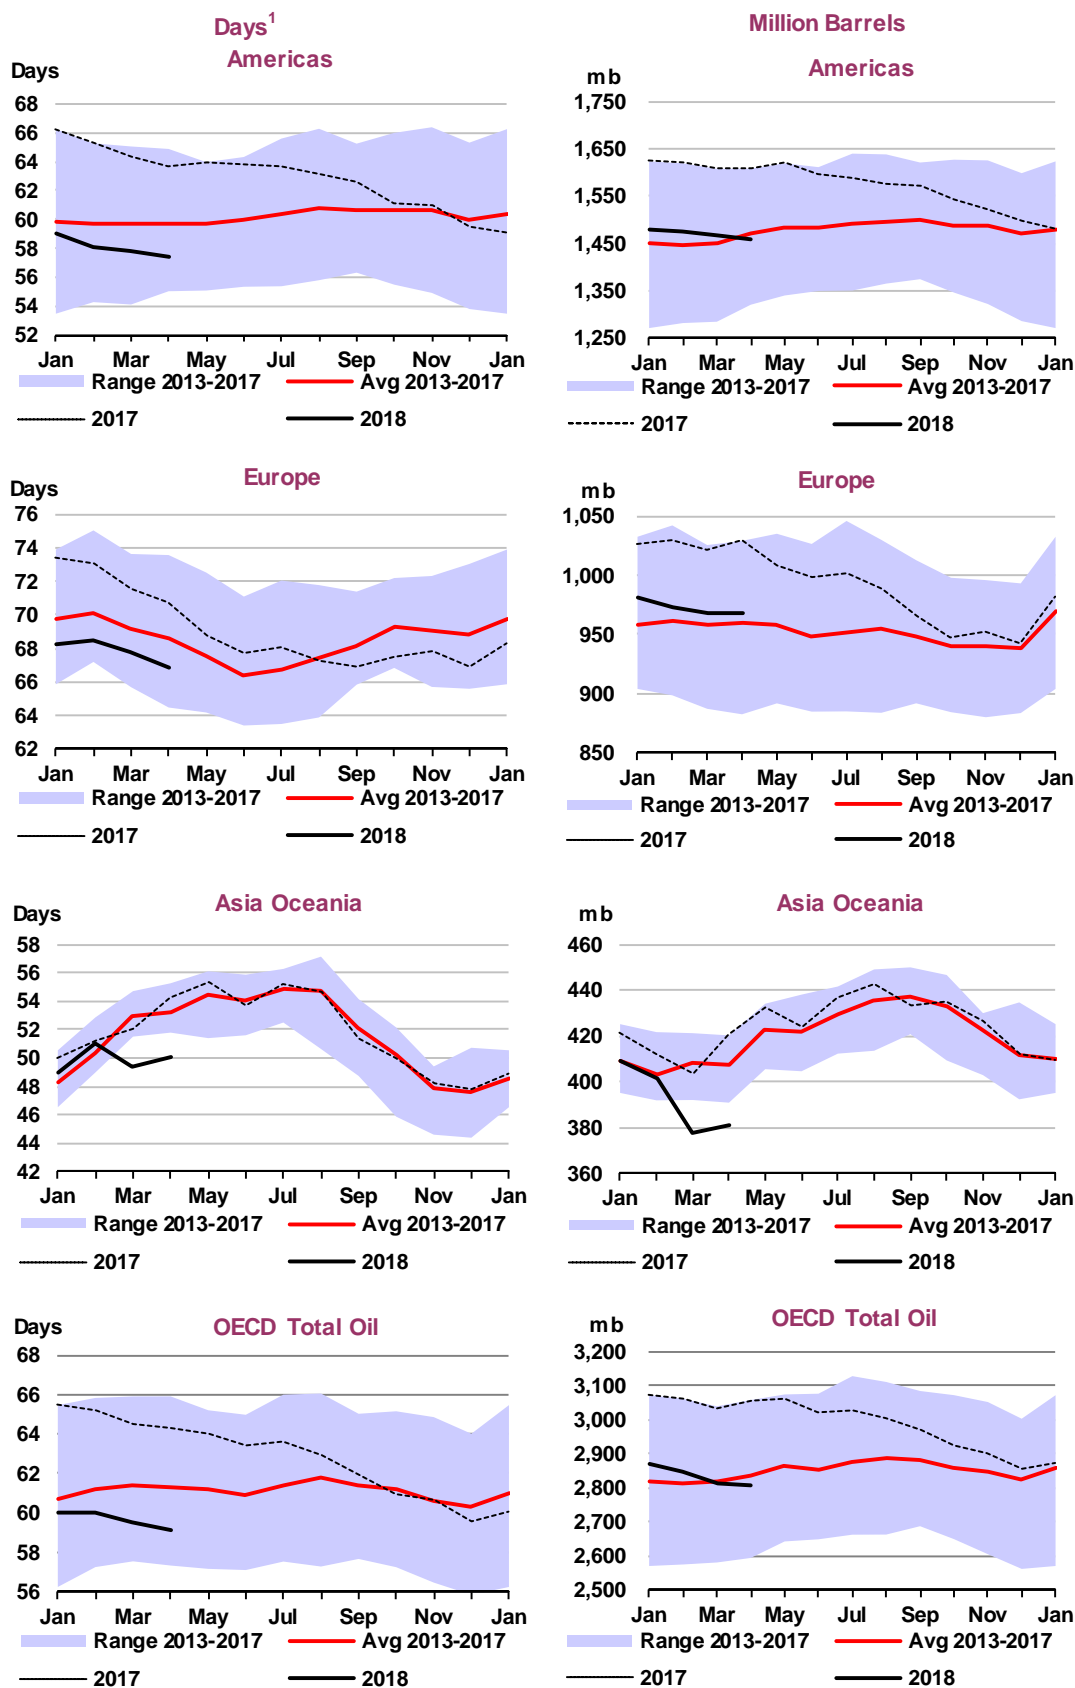 Days¹
Americas
Days
68
66
64
62
60
58
56
54
52
Jan Mar May Jul Sep Nov Jan
Range 2013-2017 Avg 2013-2017
2017 2018
Million Barrels
Americas
mb
1,750
1,650
1,550
1,450
1,350
1,250
Jan Mar May Jul Sep Nov Jan
Range 2013-2017 Avg 2013-2017
2017 2018
Europe
Days
76
74
72
70
68
66
64
62
Jan Mar May Jul Sep Nov Jan
Range 2013-2017 Avg 2013-2017
2017 2018
Europe
mb
1,050
1,000
950
900
850
Jan Mar May Jul Sep Nov Jan
Range 2013-2017 Avg 2013-2017
2017 2018
Asia Oceania
Days
58
56
54
52
50
48
46
44
42
Jan Mar May Jul Sep Nov Jan
Range 2013-2017 Avg 2013-2017
2017 2018
Asia Oceania
mb
460
440
420
400
380
360
Jan Mar May Jul Sep Nov Jan
Range 2013-2017 Avg 2013-2017
2017 2018
OECD Total Oil
Days
68
66
64
62
60
58
56
Jan Mar May Jul Sep Nov Jan
Range 2013-2017 Avg 2013-2017
2017 2018
OECD Total Oil
mb
3,200
3,100
3,000
2,900
2,800
2,700
2,600
2,500
Jan Mar May Jul Sep Nov Jan
Range 2013-2017 Avg 2013-2017
2017 2018